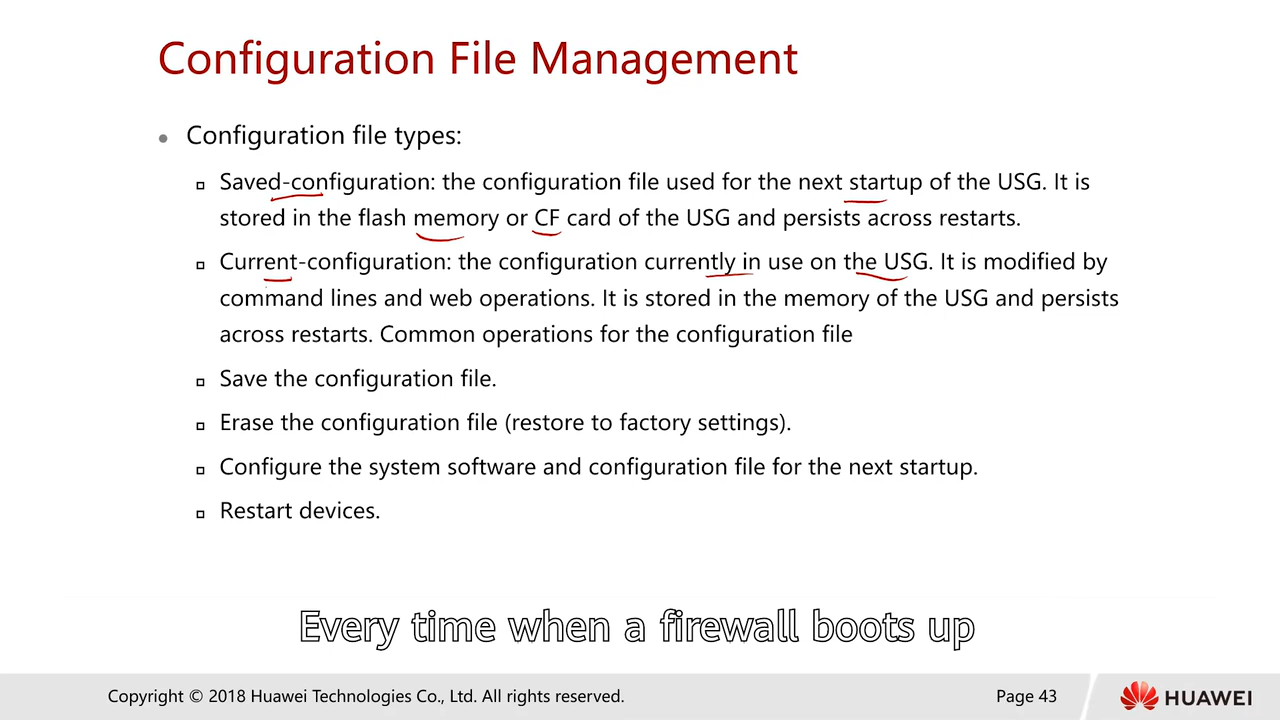 Configuration File Management
● Configuration file types:
Saved-configuration: the configuration file used for the next startup of the USG. It is
stored in the flash memory or CF card of the USG and persists across restarts.
Current-configuration: the configuration currently in use on the USG. It is modified by
command lines and web operations. It is stored in the memory of the USG and persists
across restarts. Common operations for the configuration file
Save the configuration file.
Erase the configuration file (restore to factory settings).
Configure the system software and configuration file for the next startup.
Restart devices.
Every time when a firewall boots up
Copyright © 2018 Huawei Technologies Co., Ltd. All rights reserved.
Page 43
HUAWEI